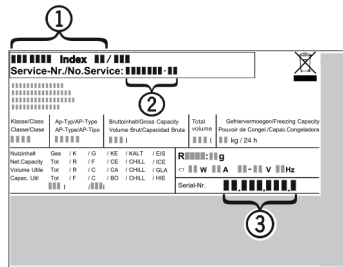 1
Index /
Service-Nr./No.Service: -
2
Klasse/Class Ap-Typ/AP-Type Bruttoinhalt/Gross Capacity Total Gefriervermoegen/Freezing Capacity
Classe/Clase AP-Type/AP-Tipo Volume Brut/Capacidad Bruta volume Pouvoir de Congel./Capac.Congeladora
l l kg / 24 h
Nutzinhalt Ges / K / G / KE / KALT / EIS
Net.Capacity Tot / R / F / CE / CHILL / ICE
Volume Utile Tot / R / C / CA / CHILL / GLA
Capac. Util Tot / F / C / BO / CHILL / HIE
l / l
R : g
W A - V Hz
Serial-Nr. . . .
3